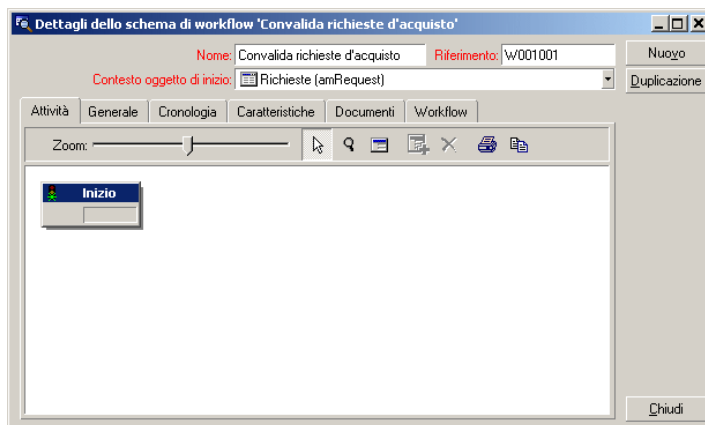 Dettagli dello schema di workflow 'Convalida richieste d'acquisto'
Nome: Convalida richieste d'acquisto Riferimento: W001001 Nuovo
Contesto oggetto di inizio: Richieste (amRequest) Duplicazione
Attività Generale Cronologia Caratteristiche Documenti Workflow
Zoom:
Inizio
Chiudi